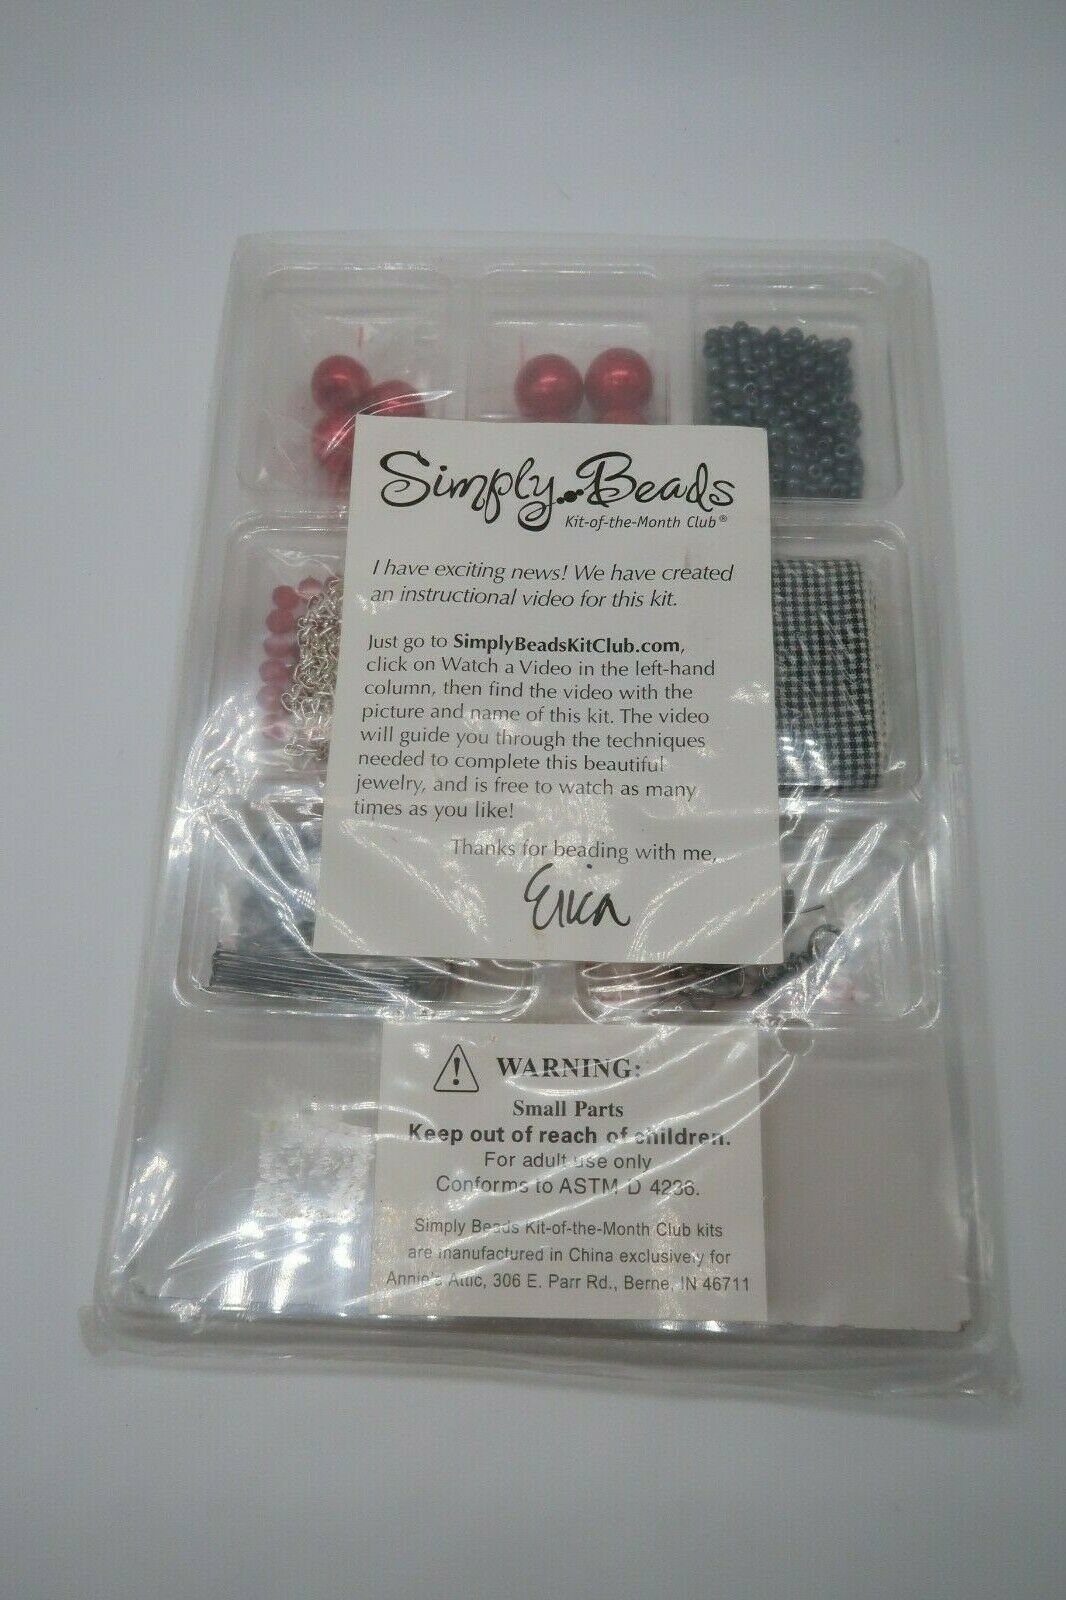 Simply Beads
Kit-of-the-Month Club®
I have exciting news! We have created
an instructional video for this kit.
Just go to SimplyBeadsKitClub.com,
click on Watch a Video in the left-hand
column, then find the video with the
picture and name of this kit. The video
will guide you through the techniques
needed to complete this beautiful
jewelry, and is free to watch as many
times as you like!
Thanks for beading with me,
Erica
WARNING:
Small Parts
Keep out of reach of children.
For adult use only
Conforms to ASTM D 4236.
Simply Beads Kit-of-the-Month Club kits
are manufactured in China exclusively for
Annie's Attic, 306 E. Parr Rd., Berne, IN 46711